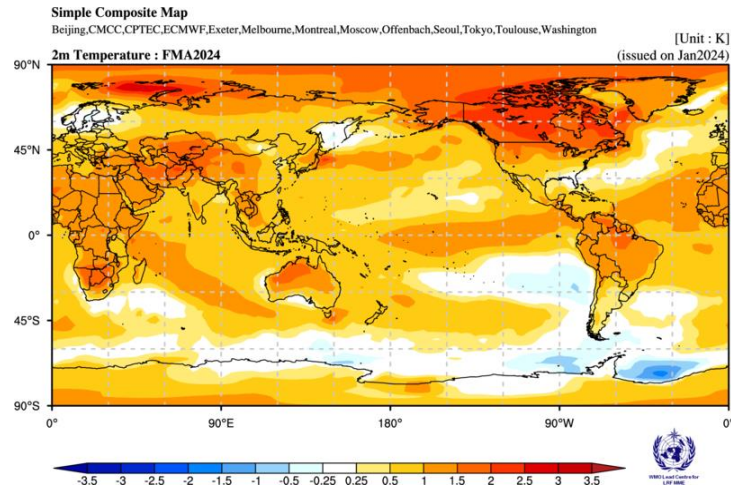 Simple Composite Map
Beijing,CMCC,CPTEC,ECMWF,Exeter,Melbourne,Montreal,Moscow,Offenbach,Seoul,Tokyo,Toulouse,Washington
[Unit : K]
2m Temperature : FMA2024
(issued on Jan2024)
90°N
45°N
0°
45°S
90°S
0° 90°E 180° 90°W 0°
-3.5 -3 -2.5 -2 -1.5 -1 -0.5 -0.25 0.25 0.5 1 1.5 2 2.5 3 3.5
WMO Lead Centre for
LRF MME